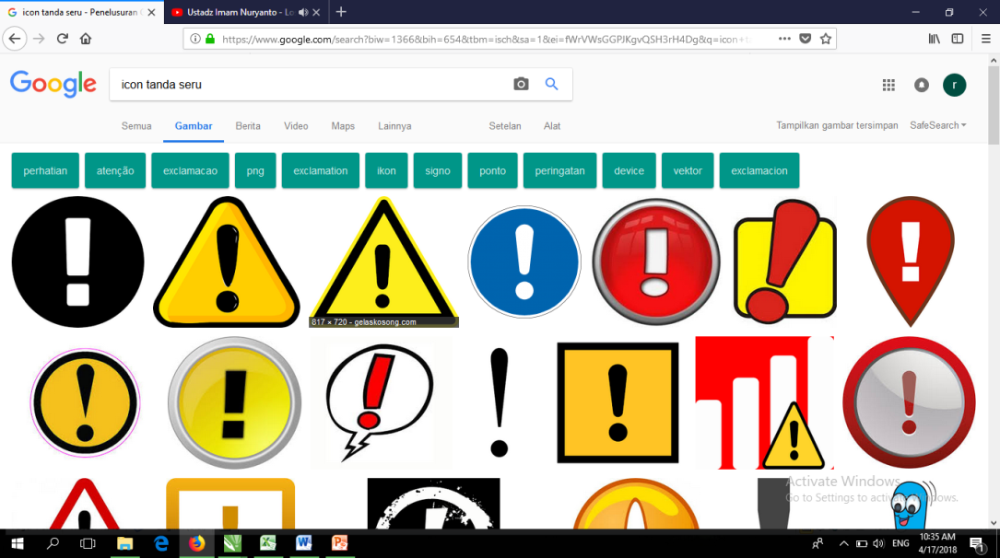 icon tanda seru - Penelusuran G
Ustadz Imam Nuryanto - Lo
https://www.google.com/search?biw=1366&bih=654&tbm=isch&sa=1&ei=fWrVWsGGPJKgvQSH3rH4Dg&q=icon+t
Google
icon tanda seru
r
Semua Gambar Berita Video Maps Lainnya Setelan Alat Tampilkan gambar tersimpan SafeSearch
perhatian atenção exclamacao png exclamation ikon signo ponto peringatan device vektor exclamacion
817 × 720 - gelaskosong.com
Activate Windows
Go to Settings to activate Windows.
ENG
10:35 AM
4/17/2018
1